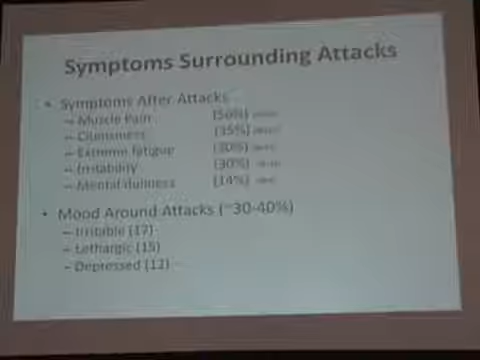 Symptoms Surrounding Attacks
• Symptoms After Attacks
– Muscle Pain (50%)
– Clumsiness (35%)
– Extreme fatigue (30%)
– Irritability (30%)
– Mental dullness (14%)
• Mood Around Attacks (~30-40%)
– Irritible (17)
– Lethargic (15)
– Depressed (12)